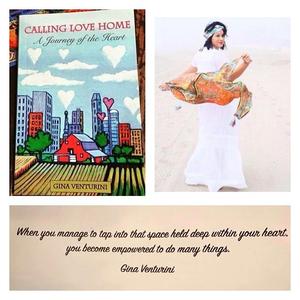 CALLING LOVE HOME
A Journey of the Heart
GINA VENTURINI
When you manage to tap into that space held deep within your heart,
you become empowered to do many things.
Gina Venturini